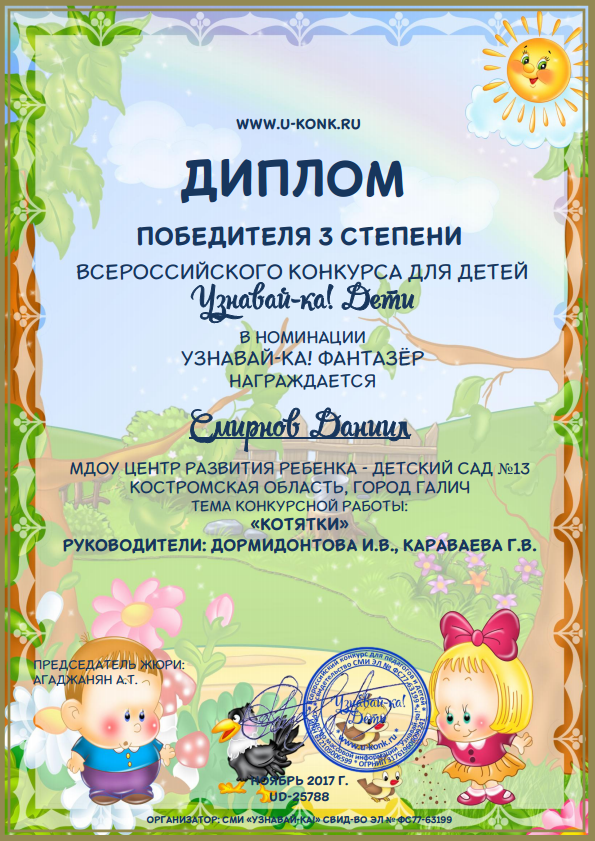 WWW.U-KONK.RU
ДИПЛОМ
ПОБЕДИТЕЛЯ 3 СТЕПЕНИ
ВСЕРОССИЙСКОГО КОНКУРСА ДЛЯ ДЕТЕЙ
Узнавай-ка! Дети
В НОМИНАЦИИ
УЗНАВАЙ-КА! ФАНТАЗЁР
НАГРАЖДАЕТСЯ
Смирнов Даниил
МДОУ ЦЕНТР РАЗВИТИЯ РЕБЕНКА - ДЕТСКИЙ САД №13
КОСТРОМСКАЯ ОБЛАСТЬ, ГОРОД ГАЛИЧ
ТЕМА КОНКУРСНОЙ РАБОТЫ:
«КОТЯТКИ»
РУКОВОДИТЕЛИ: ДОРМИДОНТОВА И.В., КАРАВАЕВА Г.В.
ПРЕДСЕДАТЕЛЬ ЖЮРИ:
АГАДЖАНЯН А.Т.
Узнавай-ка!
Дети
www.u-konk.ru
НОЯБРЬ 2017 Г.
UD-25788
ОРГАНИЗАТОР: СМИ «УЗНАВАЙ-КА!» СВИД-ВО ЭЛ № ФС77-63199